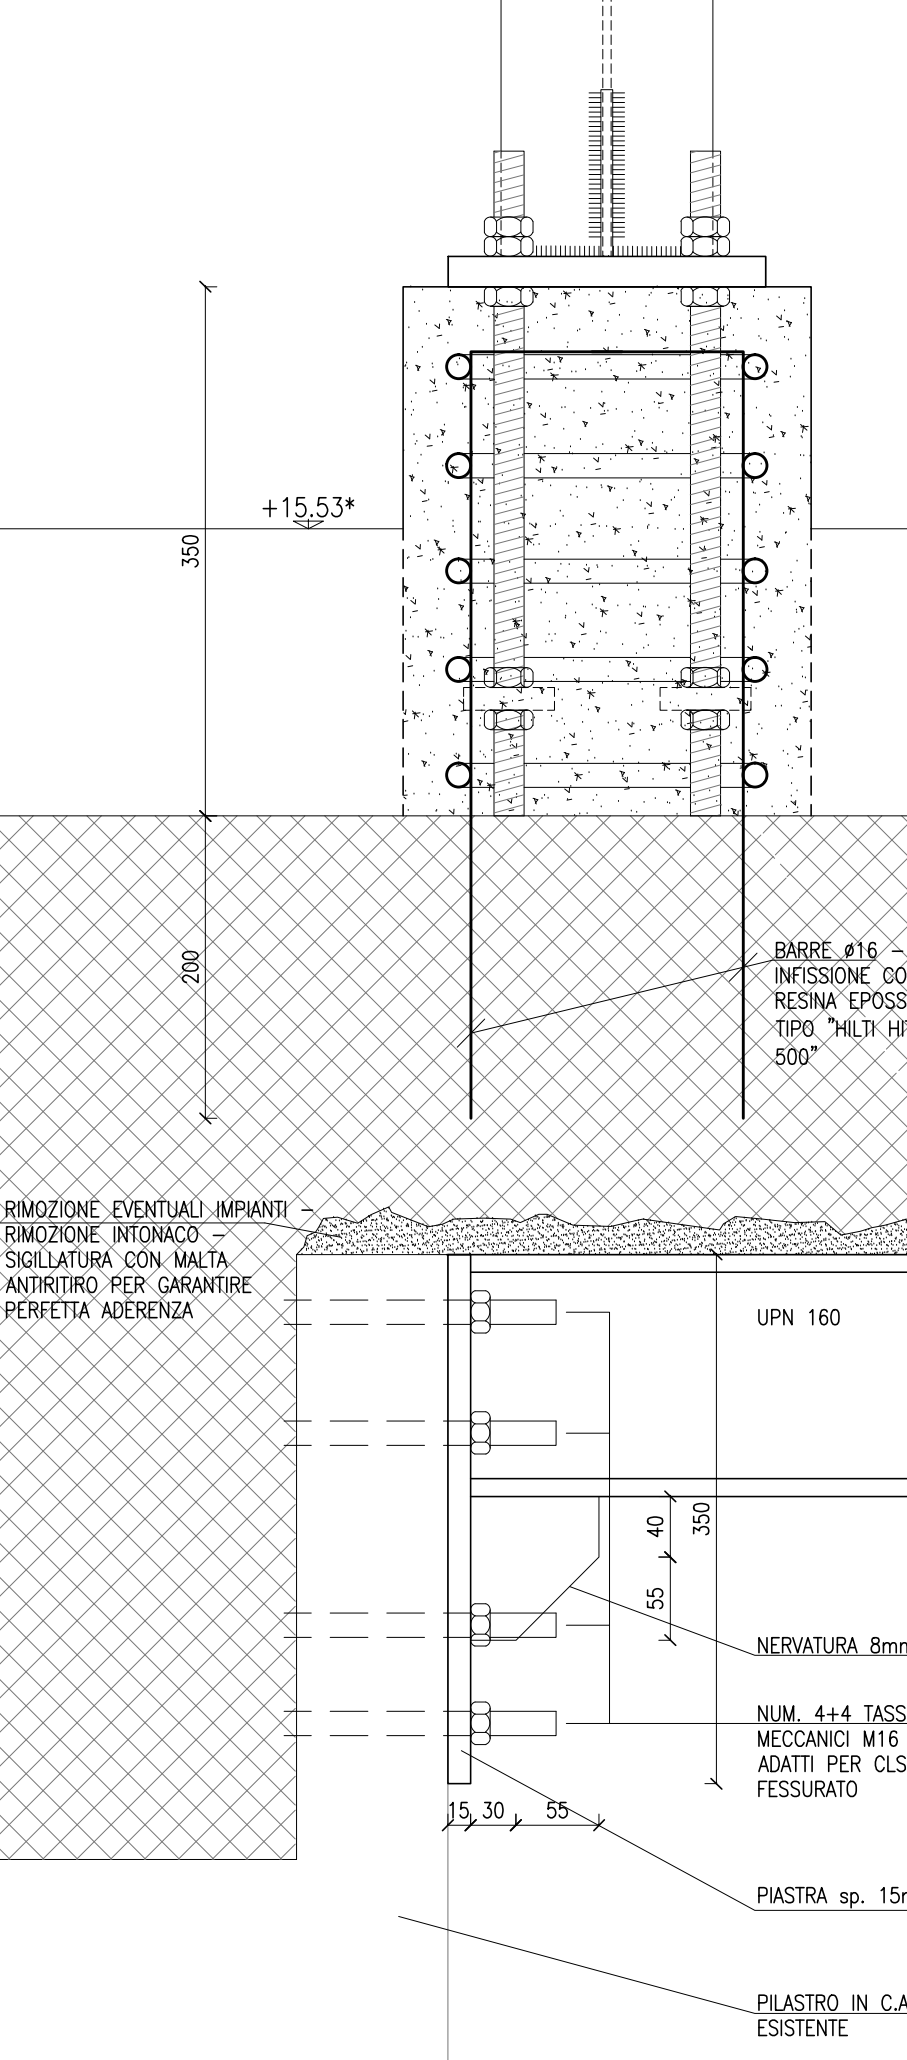 +15.53*
350
200
BARRE ø16 -
INFISSIONE CO
RESINA EPOSS
TIPO "HILTI HI
500"
RIMOZIONE EVENTUALI IMPIANTI -
RIMOZIONE INTONACO -
SIGILLATURA CON MALTA
ANTIRITIRO PER GARANTIRE
PERFETTA ADERENZA
UPN 160
40
350
55
NERVATURA 8mm
NUM. 4+4 TASS
MECCANICI M16
ADATTI PER CLS
FESSURATO
15 30 55
PIASTRA sp. 15
PILASTRO IN C.A
ESISTENTE